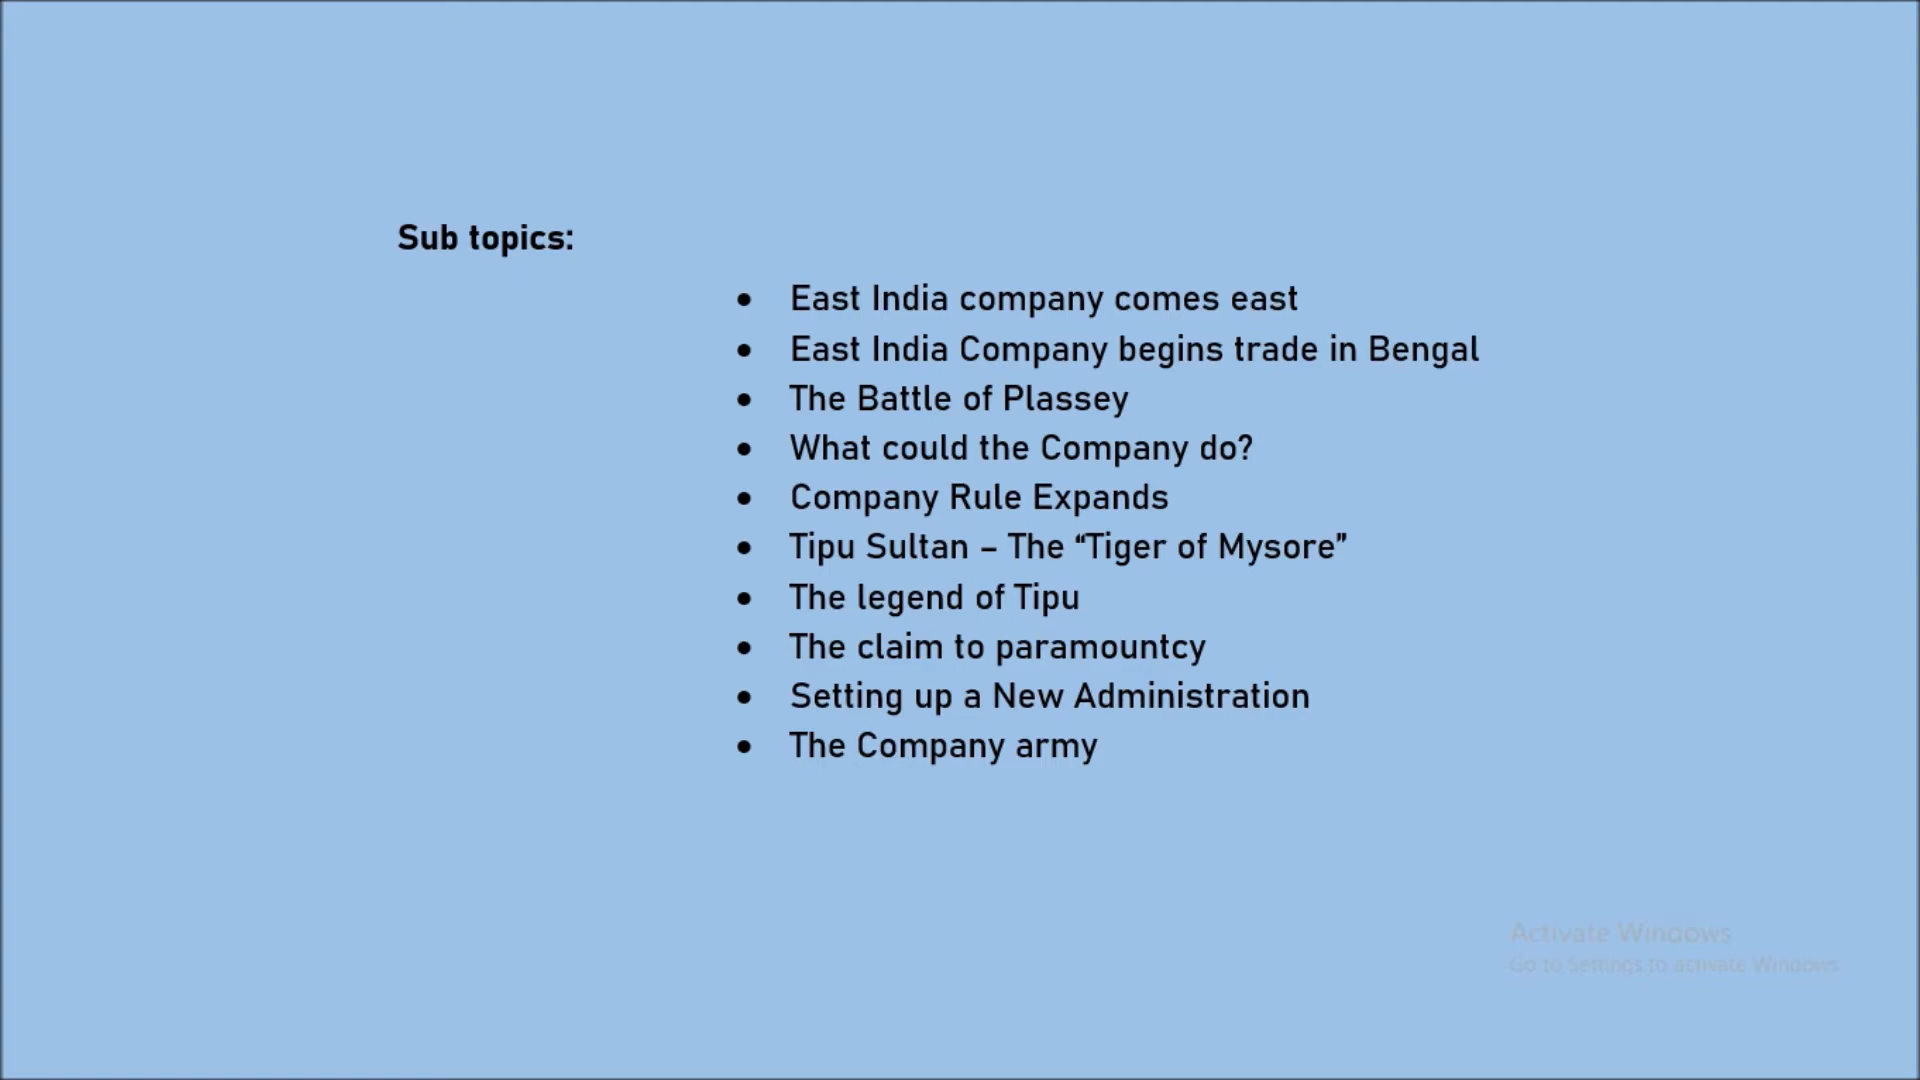 Sub topics:
• East India company comes east
• East India Company begins trade in Bengal
• The Battle of Plassey
• What could the Company do?
• Company Rule Expands
• Tipu Sultan – The “Tiger of Mysore”
• The legend of Tipu
• The claim to paramountcy
• Setting up a New Administration
• The Company army
Activate Windows
Go to Settings to activate Windows